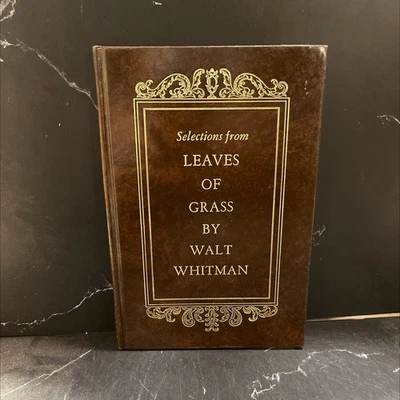 Selections from
LEAVES
OF
GRASS
BY
WALT
WHITMAN